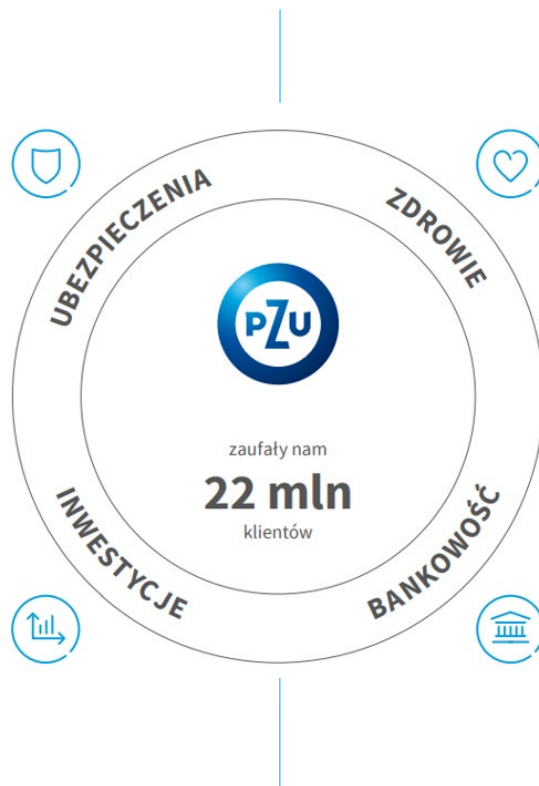 UBEZPIECZENIA
ZDROWIE
PZU
zaufały nam
22 mln
klientów
INWESTYCJE
BANKOWOŚĆ